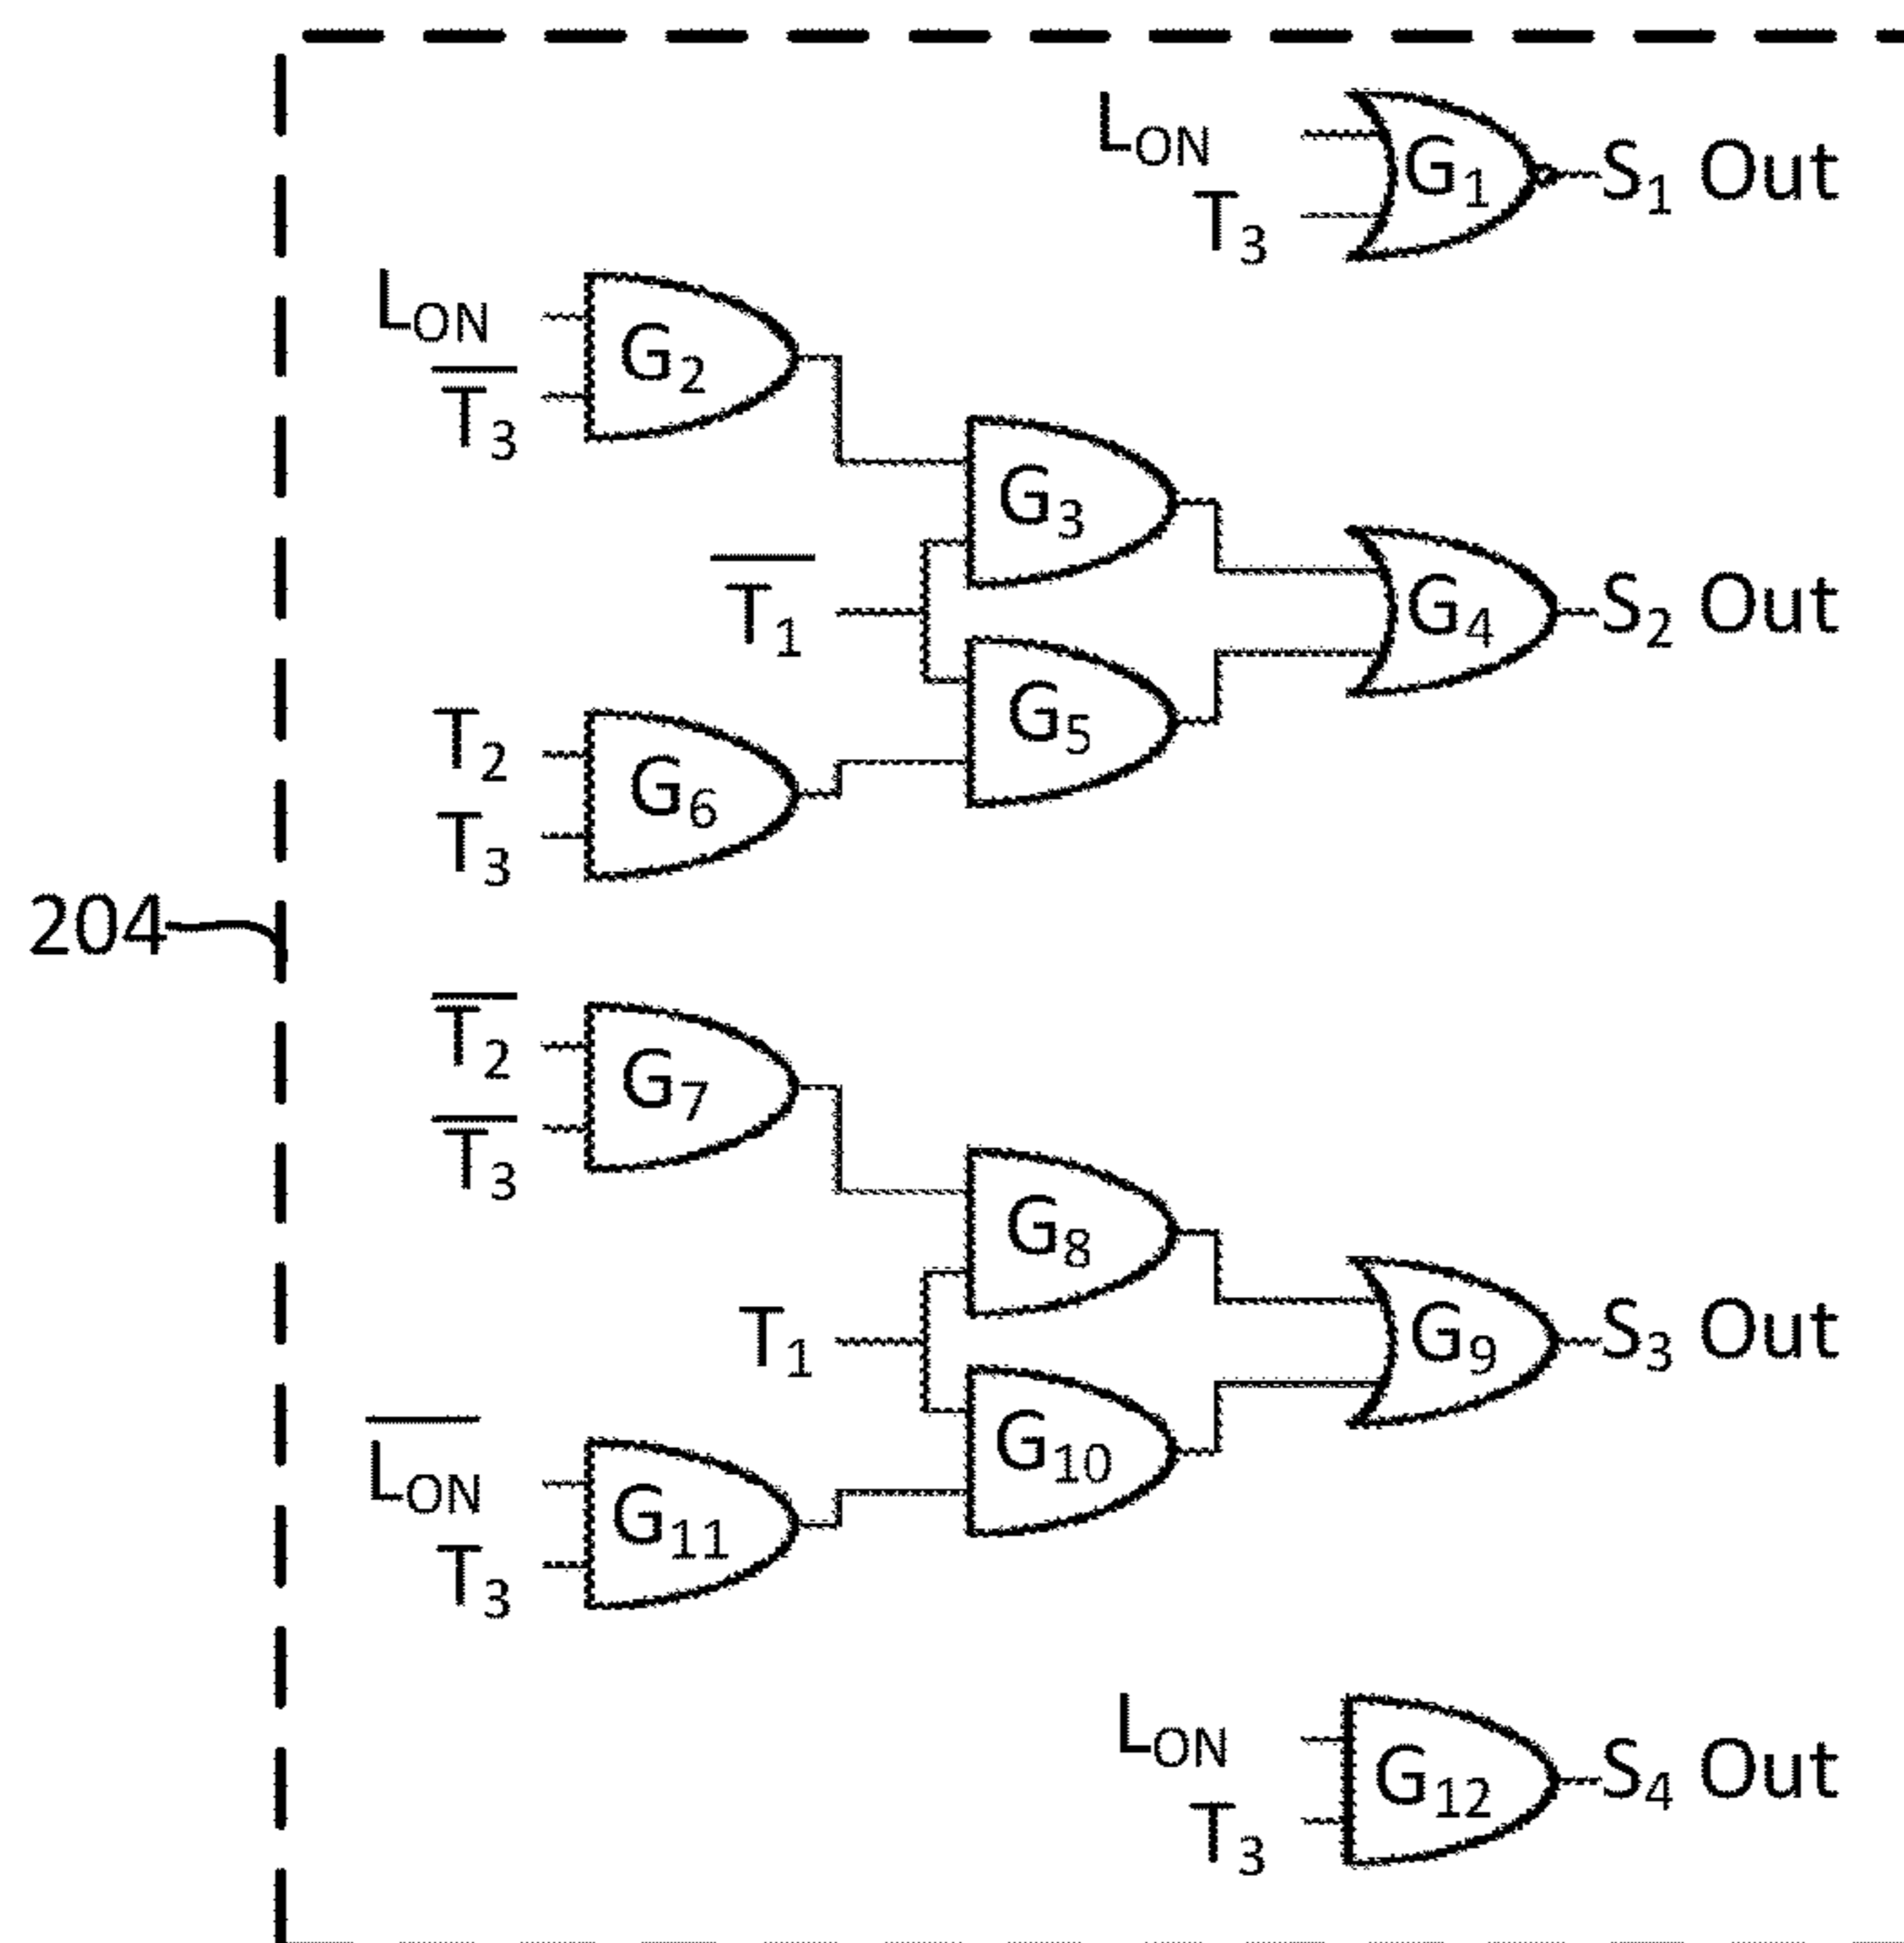 L_ON
T_3
G_1
S_1 Out
L_ON
T̅_3
G_2
G_3
T̅_1
G_4
S_2 Out
G_5
T_2
T_3
G_6
204
T̅_2
T̅_3
G_7
G_8
T_1
G_9
S_3 Out
G_10
L̅_ON
T_3
G_11
L_ON
T_3
G_12
S_4 Out